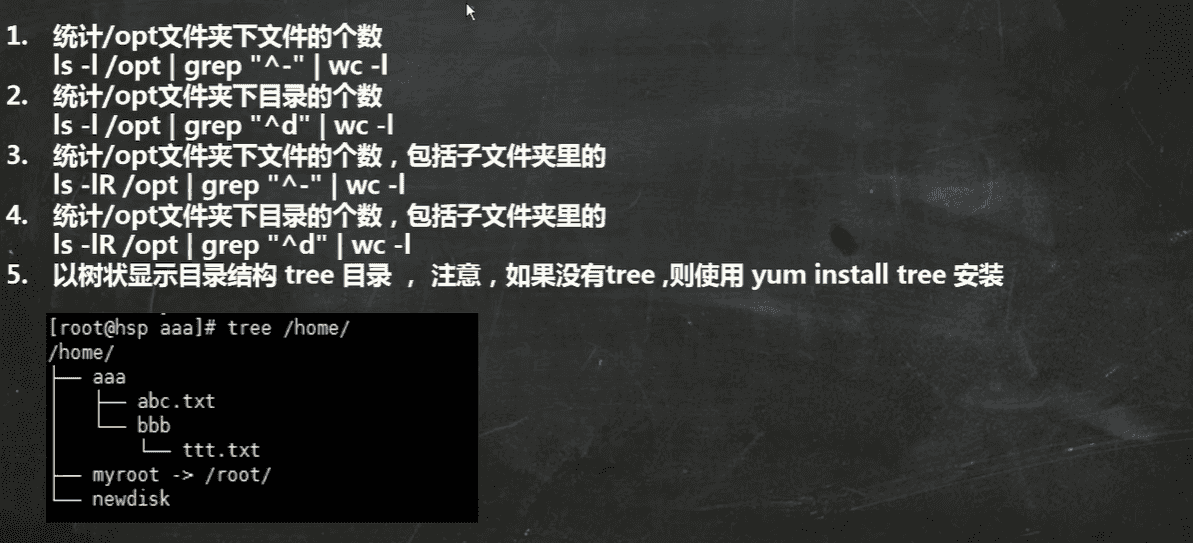 1. 统计/opt文件夹下文件的个数
ls -l /opt | grep "^-" | wc -l
2. 统计/opt文件夹下目录的个数
ls -l /opt | grep "^d" | wc -l
3. 统计/opt文件夹下文件的个数，包括子文件夹里的
ls -lR /opt | grep "^-" | wc -l
4. 统计/opt文件夹下目录的个数，包括子文件夹里的
ls -lR /opt | grep "^d" | wc -l
5. 以树状显示目录结构 tree 目录 ， 注意，如果没有tree ,则使用 yum install tree 安装
[root@hsp aaa]# tree /home/
/home/
├── aaa
│   ├── abc.txt
│   └── bbb
│       └── ttt.txt
├── myroot -> /root/
└── newdisk